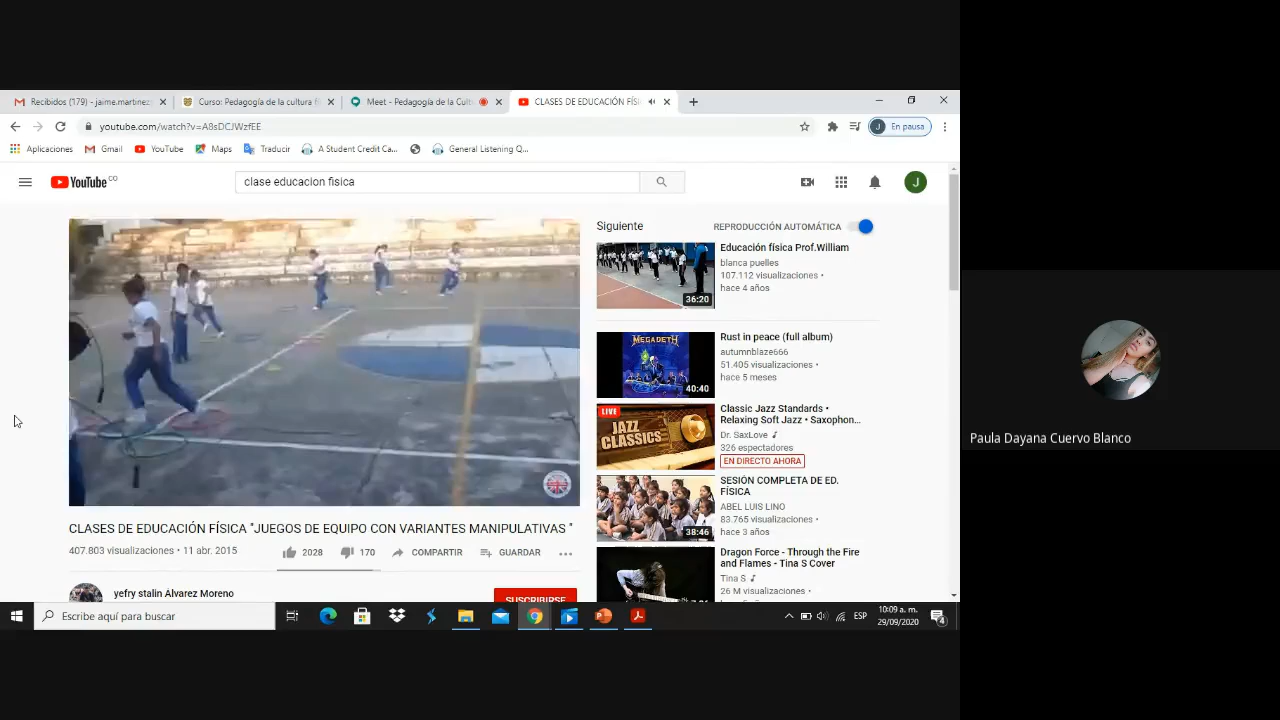 Recibidos (179) - jaime.martinez
Curso: Pedagogía de la cultura f
Meet - Pedagogía de la Cult
CLASES DE EDUCACIÓN FÍSI
youtube.com/watch?v=A8sDCJWzfEE
En pausa
Aplicaciones
Gmail
YouTube
Maps
Traducir
A Student Credit Ca...
General Listening Q...
YouTube CO
clase educacion fisica
J
Siguiente
REPRODUCCIÓN AUTOMÁTICA
Educación física Prof.William
blanca puelles
107.112 visualizaciones •
hace 4 años
36:20
MEGADETH
Rust in peace (full album)
autumnblaze666
51.405 visualizaciones •
hace 5 meses
40:40
LIVE
JAZZ
CLASSICS
Classic Jazz Standards •
Relaxing Soft Jazz • Saxophon...
Dr. SaxLove
326 espectadores
EN DIRECTO AHORA
SESIÓN COMPLETA DE ED.
FÍSICA
ABEL LUIS LINO
83.765 visualizaciones •
hace 3 años
38:46
Dragon Force - Through the Fire
and Flames - Tina S Cover
Tina S
26 M visualizaciones •
CLASES DE EDUCACIÓN FÍSICA "JUEGOS DE EQUIPO CON VARIANTES MANIPULATIVAS "
407.803 visualizaciones • 11 abr. 2015
2028
170
COMPARTIR
GUARDAR
yefry stalin Alvarez Moreno
SUSCRIBIRSE
Escribe aquí para buscar
ESP
10:09 a. m.
29/09/2020
4
Paula Dayana Cuervo Blanco